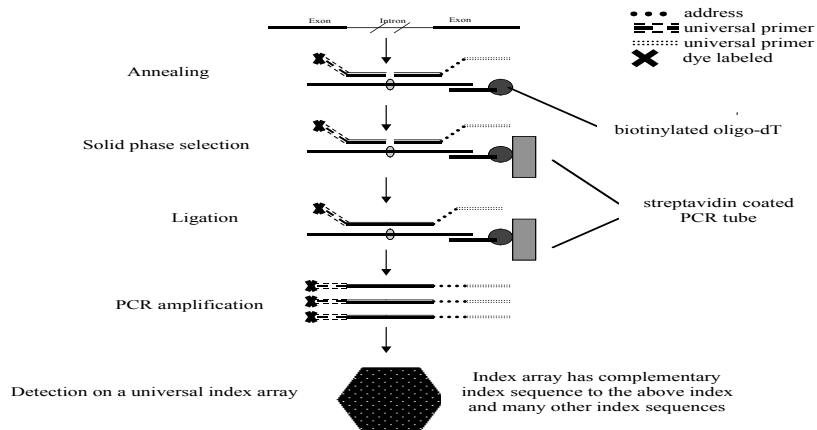 Exon Intron Exon
address
universal primer
universal primer
dye labeled
Annealing
biotinylated oligo-dT
Solid phase selection
streptavidin coated
PCR tube
Ligation
PCR amplification
Detection on a universal index array
Index array has complementary
index sequence to the above index
and many other index sequences